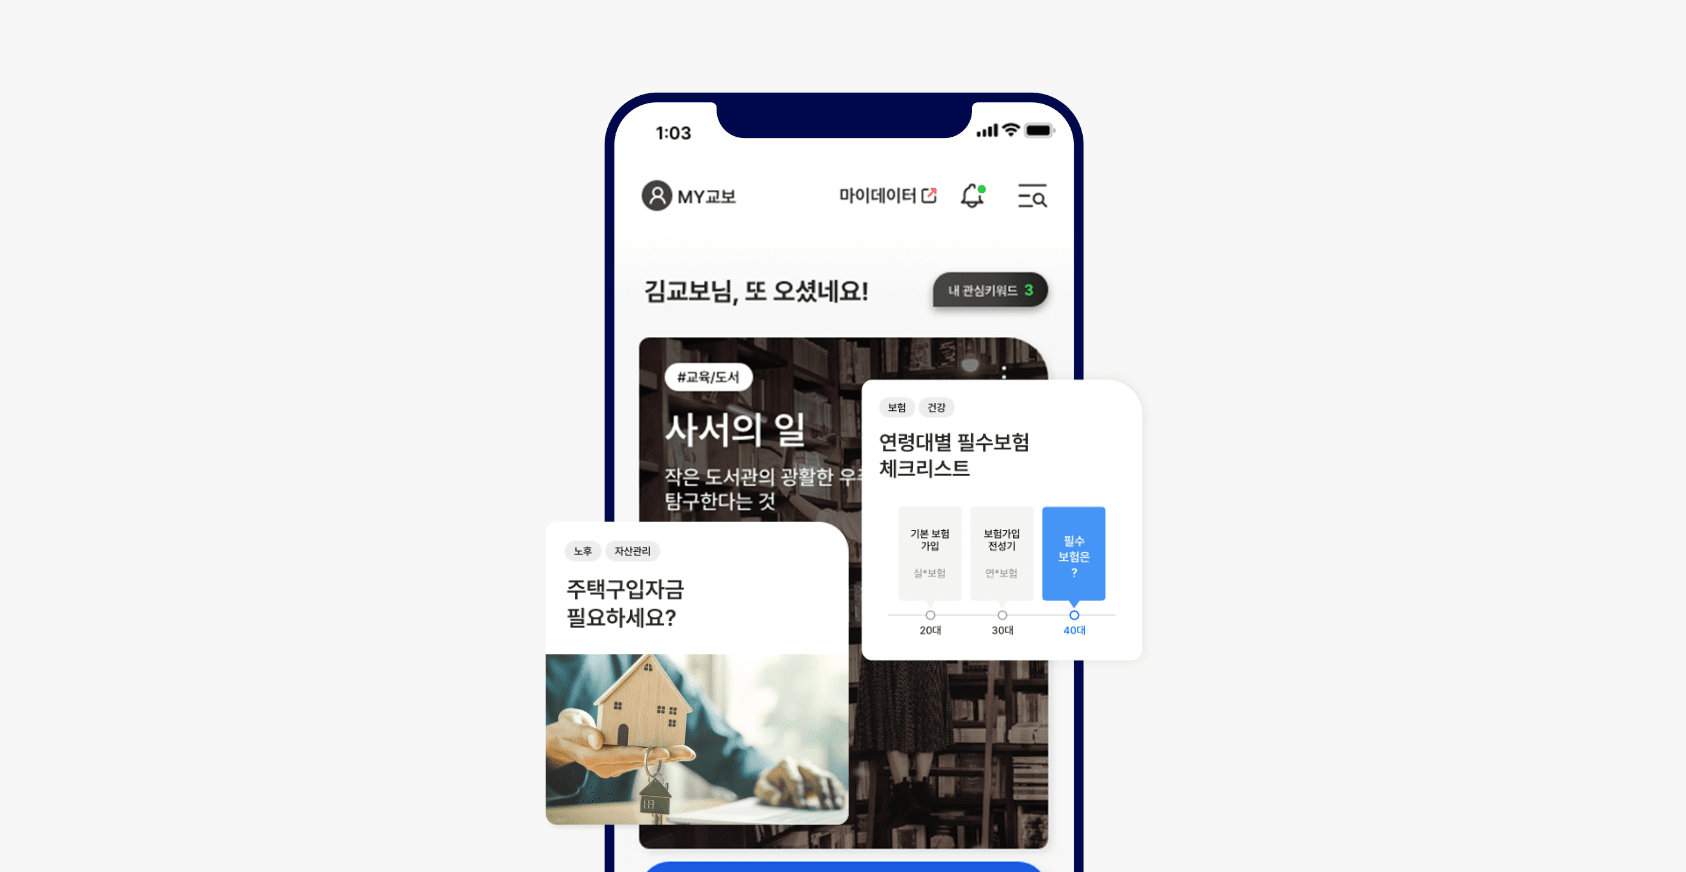 1:03
MY교보
마이데이터
김교보님, 또 오셨네요!
내 관심키워드 3
#교육/도서
사서의 일
작은 도서관의 광활한 우
탐구한다는 것
보험
건강
연령대별 필수보험
체크리스트
기본 보험
가입
실*보험
보험가입
전성기
연*보험
필수
보험은
?
20대
30대
40대
노후
자산관리
주택구입자금
필요하세요?